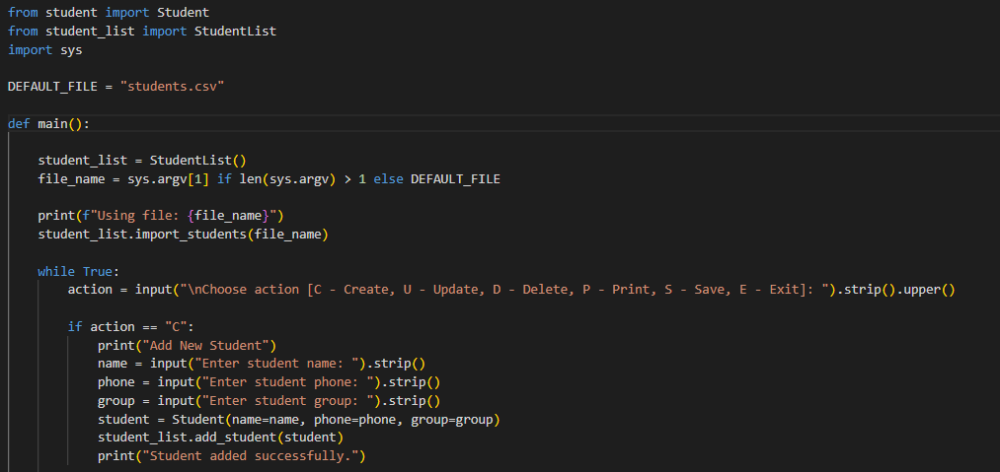 from student import Student
from student_list import StudentList
import sys

DEFAULT_FILE = "students.csv"

def main():

    student_list = StudentList()
    file_name = sys.argv[1] if len(sys.argv) > 1 else DEFAULT_FILE

    print(f"Using file: {file_name}")
    student_list.import_students(file_name)

    while True:
        action = input("\nChoose action [C - Create, U - Update, D - Delete, P - Print, S - Save, E - Exit]: ").strip().upper()

        if action == "C":
            print("Add New Student")
            name = input("Enter student name: ").strip()
            phone = input("Enter student phone: ").strip()
            group = input("Enter student group: ").strip()
            student = Student(name=name, phone=phone, group=group)
            student_list.add_student(student)
            print("Student added successfully.")